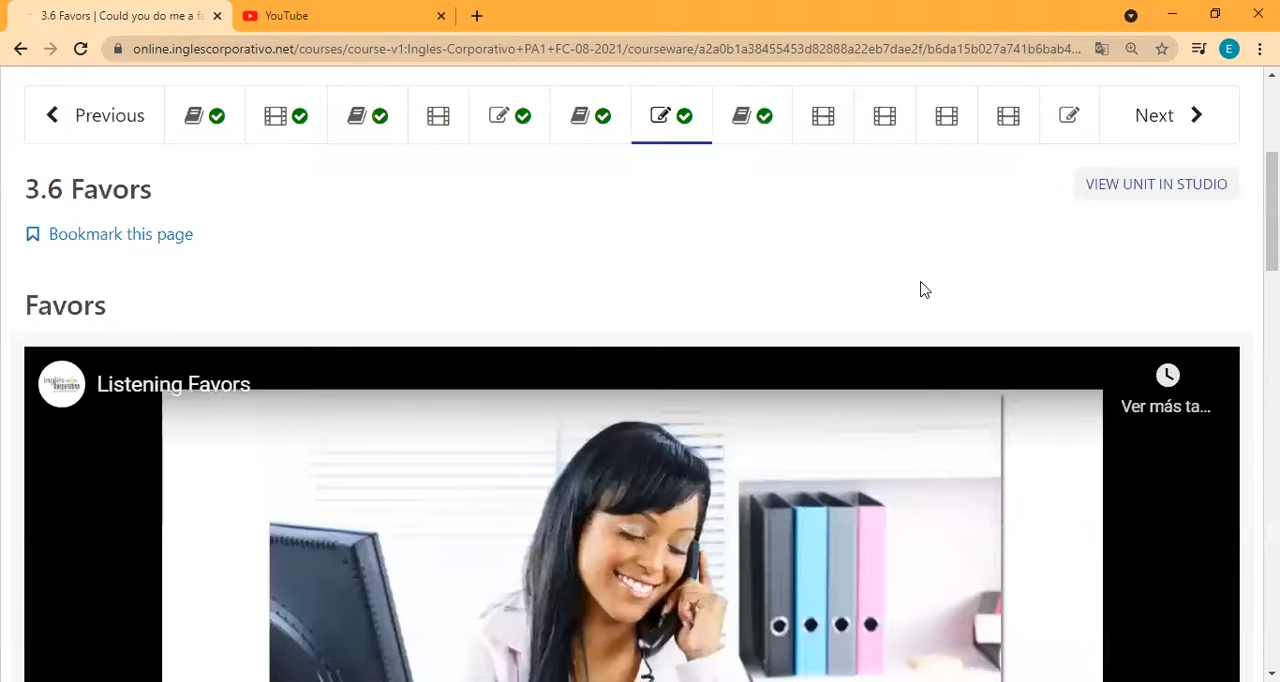 3.6 Favors | Could you do me a fa
YouTube
online.inglescorporativo.net/courses/course-v1:Ingles-Corporativo+PA1+FC-08-2021/courseware/a2a0b1a38455453d82888a22eb7dae2f/b6da15b027a741b6bab4...
E
Previous
Next
3.6 Favors
VIEW UNIT IN STUDIO
Bookmark this page
Favors
Listening Favors
Ver más ta...